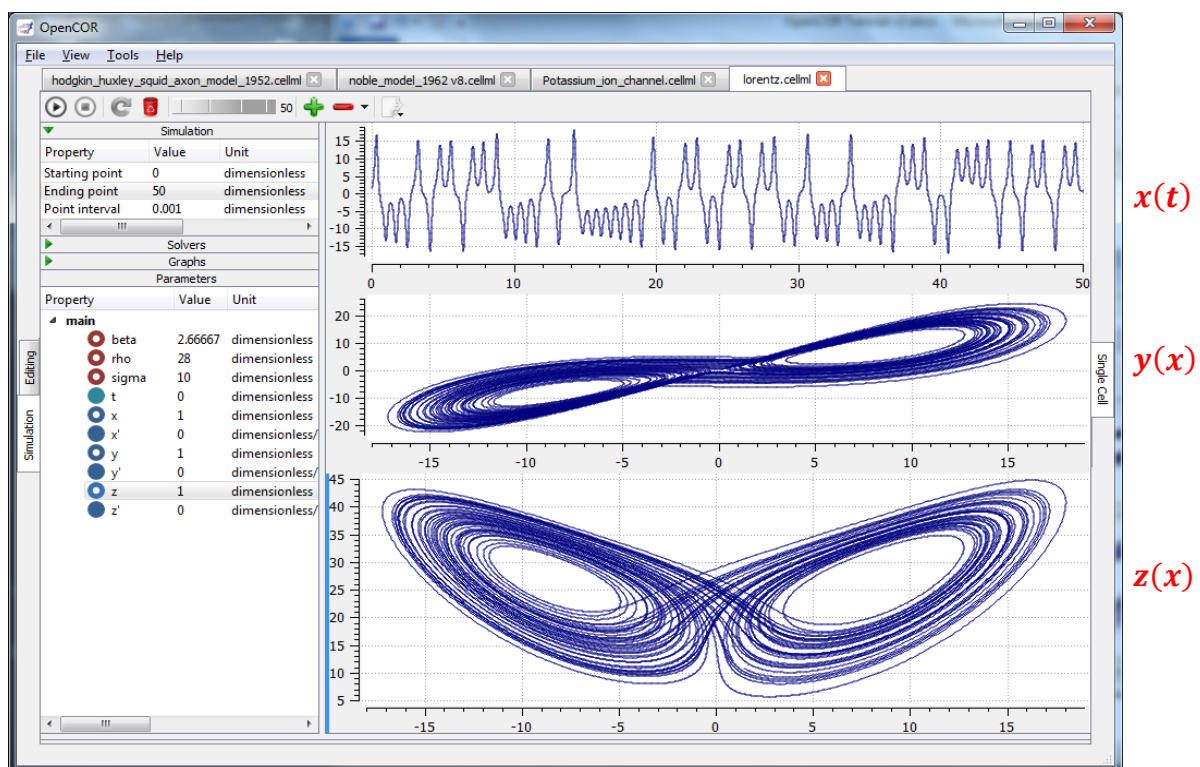 OpenCOR
File View Tools Help
hodgkin_huxley_squid_axon_model_1952.cellml noble_model_1962 v8.cellml Potassium_ion_channel.cellml lorentz.cellml
50
Simulation
Property Value Unit
Starting point 0 dimensionless
Ending point 50 dimensionless
Point interval 0.001 dimensionless
Solvers
Graphs
Parameters
Property Value Unit
main
beta 2.66667 dimensionless
rho 28 dimensionless
sigma 10 dimensionless
t 0 dimensionless
x 1 dimensionless
x' 0 dimensionless/
y 1 dimensionless
y' 0 dimensionless/
z 1 dimensionless
z' 0 dimensionless/
Editing
Simulation
15
10
5
0
-5
-10
-15
0 10 20 30 40 50
x(t)
20
10
0
-10
-20
-15 -10 -5 0 5 10 15
y(x)
Single Cell
45
40
35
30
25
20
15
10
5
-15 -10 -5 0 5 10 15
z(x)